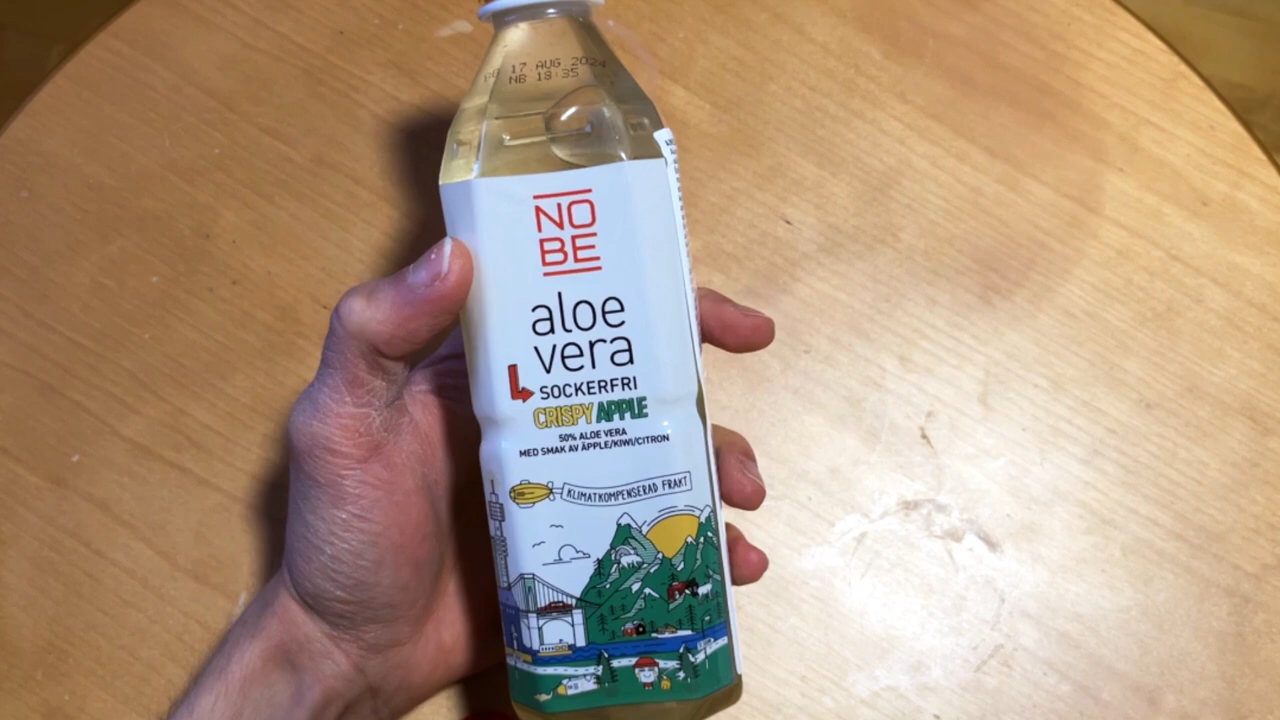 17 AUG 2024
NB 18:35
NO
BE
aloe
vera
SOCKERFRI
CRISPY APPLE
50% ALOE VERA
MED SMAK AV ÄPPLE/KIWI/CITRON
KLIMATKOMPENSERAD FRAKT